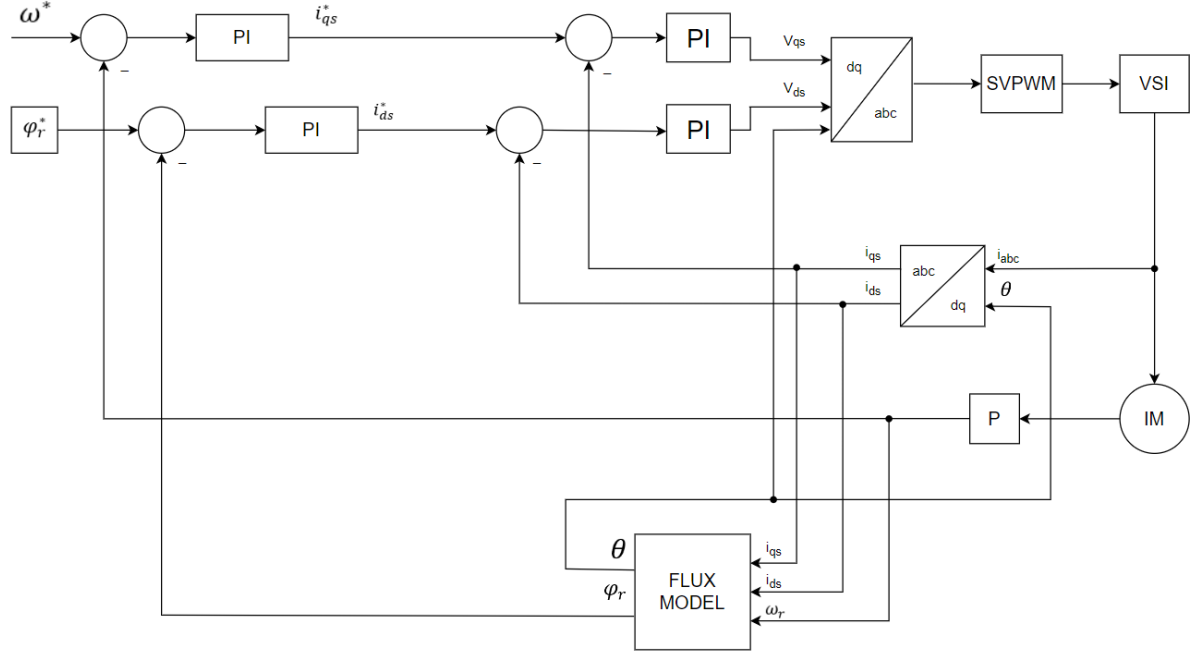 ω* i*qs
PI PI Vqs
dq
abc
SVPWM VSI
Vds
φ*r i*ds
PI PI
– –
– –
iqs abc
dq
iabc
ids θ
P IM
θ FLUX
MODEL
iqs
φr ids
ωr